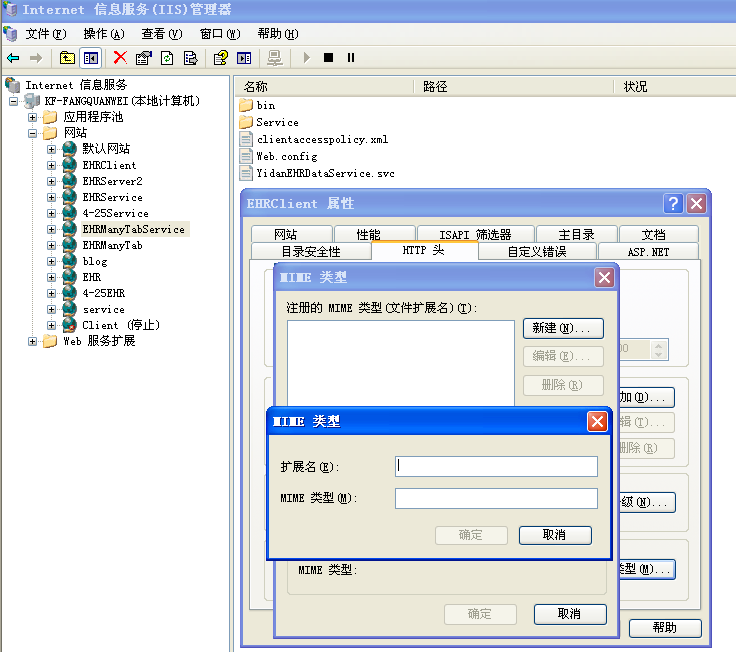 Internet 信息服务(IIS)管理器
文件(F) 操作(A) 查看(V) 窗口(W) 帮助(H)
Internet 信息服务
KF-FANGQUANWEI(本地计算机)
应用程序池
网站
默认网站
EHRClient
EHRServer2
EHRService
4-25Service
EHRManyTabService
EHRManyTab
blog
EHR
4-25EHR
service
Client (停止)
Web 服务扩展
名称 路径 状况
bin
Service
clientaccesspolicy.xml
Web.config
YidanEHRDataService.svc
EHRClient 属性
网站 性能 ISAPI 筛选器 主目录 文档
目录安全性 HTTP 头 自定义错误 ASP.NET
MIME 类型
注册的 MIME 类型(文件扩展名)(T):
新建(N)...
编辑(E)...
删除(R)
00
加(D)...
辑(T)...
删除(R)
级(N)...
类型(M)...
MIME 类型
扩展名(E):
MIME 类型(M):
确定 取消
MIME 类型:
确定 取消
帮助